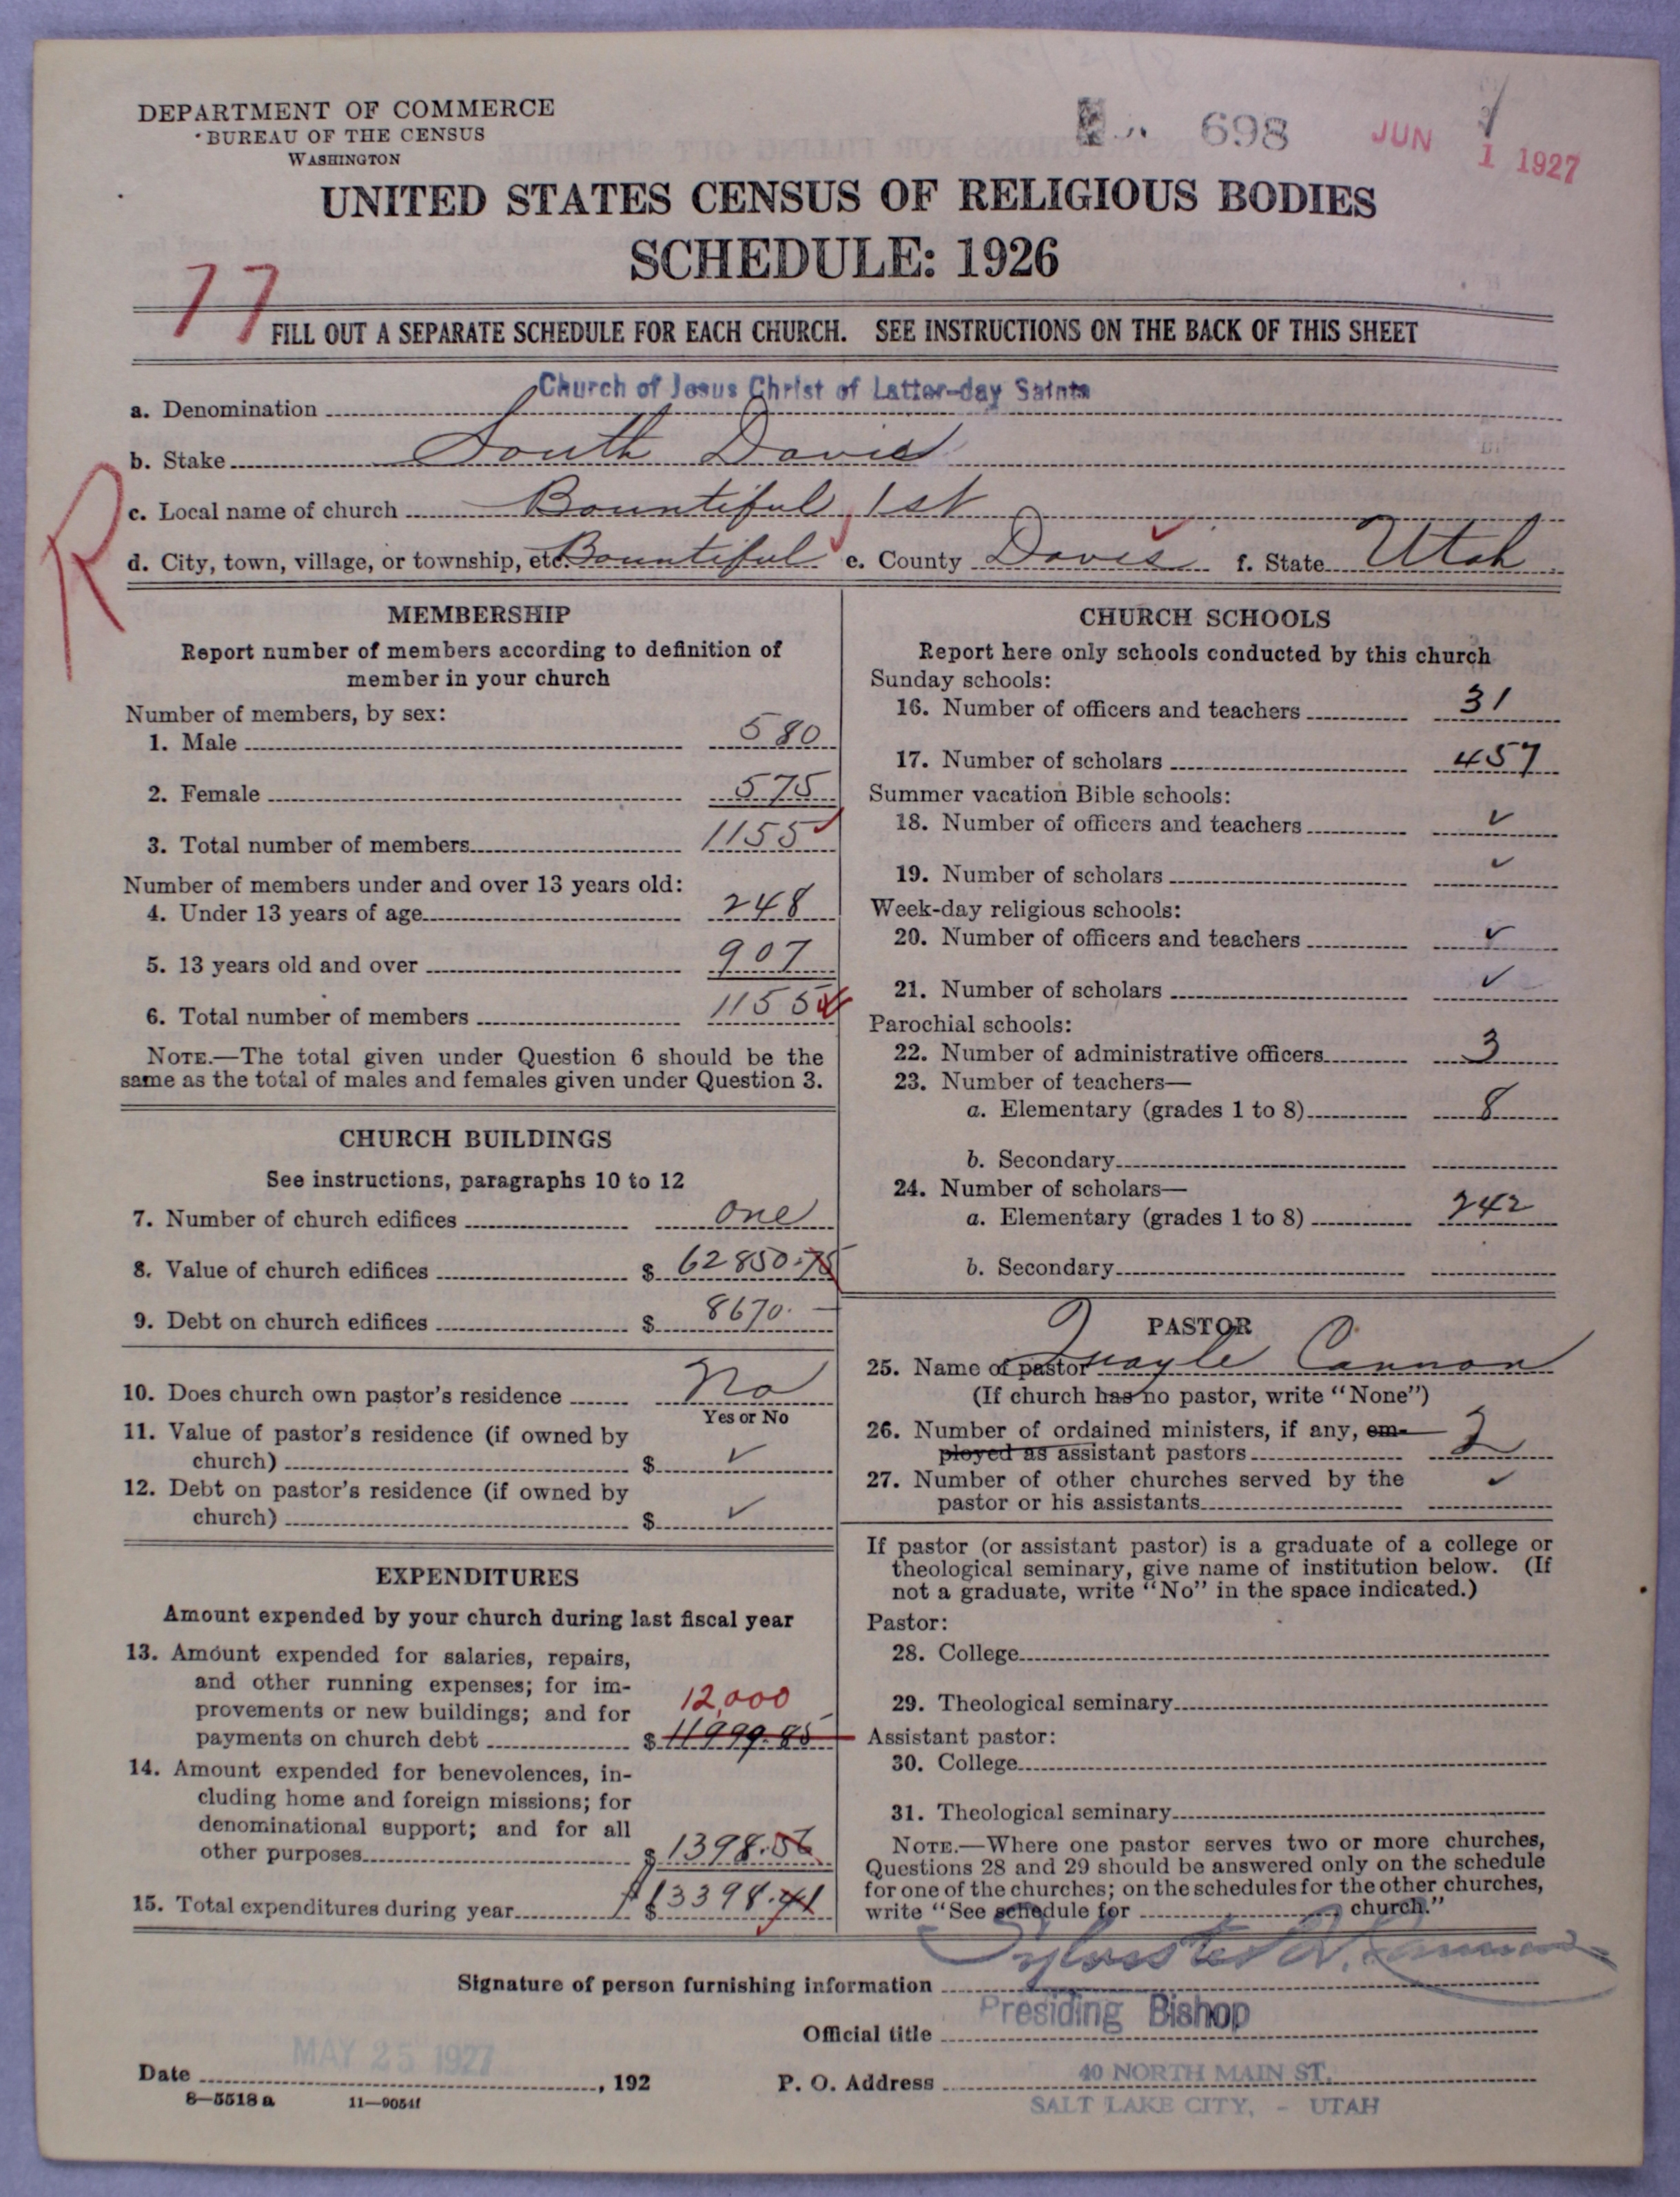 DEPARTMENT OF COMMERCE
BUREAU OF THE CENSUS
WASHINGTON
698
JUN 1 1927
UNITED STATES CENSUS OF RELIGIOUS BODIES
SCHEDULE: 1926
77
FILL OUT A SEPARATE SCHEDULE FOR EACH CHURCH. SEE INSTRUCTIONS ON THE BACK OF THIS SHEET
a. Denomination Church of Jesus Christ of Latter-day Saints
b. Stake South Davis
R
c. Local name of church Bountiful 1st
d. City, town, village, or township, etc. Bountiful e. County Davis f. State Utah
MEMBERSHIP
Report number of members according to definition of
member in your church
Number of members, by sex:
1. Male 580
2. Female 575
3. Total number of members 1155
Number of members under and over 13 years old:
4. Under 13 years of age 248
5. 13 years old and over 907
6. Total number of members 1155
NOTE.—The total given under Question 6 should be the
same as the total of males and females given under Question 3.
CHURCH BUILDINGS
See instructions, paragraphs 10 to 12
7. Number of church edifices one
8. Value of church edifices $ 62850.75
9. Debt on church edifices $ 8670.—
10. Does church own pastor's residence No
Yes or No
11. Value of pastor's residence (if owned by
church) $ ✓
12. Debt on pastor's residence (if owned by
church) $ ✓
EXPENDITURES
Amount expended by your church during last fiscal year
13. Amount expended for salaries, repairs,
and other running expenses; for im-
provements or new buildings; and for 12,000
payments on church debt $ 11999.85
14. Amount expended for benevolences, in-
cluding home and foreign missions; for
denominational support; and for all
other purposes $ 1398.56
15. Total expenditures during year $ 13398.41
CHURCH SCHOOLS
Report here only schools conducted by this church
Sunday schools:
16. Number of officers and teachers 31
17. Number of scholars 457
Summer vacation Bible schools:
18. Number of officers and teachers ✓
19. Number of scholars ✓
Week-day religious schools:
20. Number of officers and teachers ✓
21. Number of scholars ✓
Parochial schools:
22. Number of administrative officers 3
23. Number of teachers—
a. Elementary (grades 1 to 8) 8
b. Secondary
24. Number of scholars—
a. Elementary (grades 1 to 8) 242
b. Secondary
PASTOR
25. Name of pastor Quayle Cannon
(If church has no pastor, write "None")
26. Number of ordained ministers, if any, em-
ployed as assistant pastors 2
27. Number of other churches served by the ✓
pastor or his assistants
If pastor (or assistant pastor) is a graduate of a college or
theological seminary, give name of institution below. (If
not a graduate, write "No" in the space indicated.)
Pastor:
28. College
29. Theological seminary
Assistant pastor:
30. College
31. Theological seminary
NOTE.—Where one pastor serves two or more churches,
Questions 28 and 29 should be answered only on the schedule
for one of the churches; on the schedules for the other churches,
write "See schedule for church."
Signature of person furnishing information Sylvester Q. Cannon
Official title Presiding Bishop
Date MAY 25 1927, 192
P. O. Address 40 NORTH MAIN ST.
SALT LAKE CITY, - UTAH
8—5518 a 11—9054f